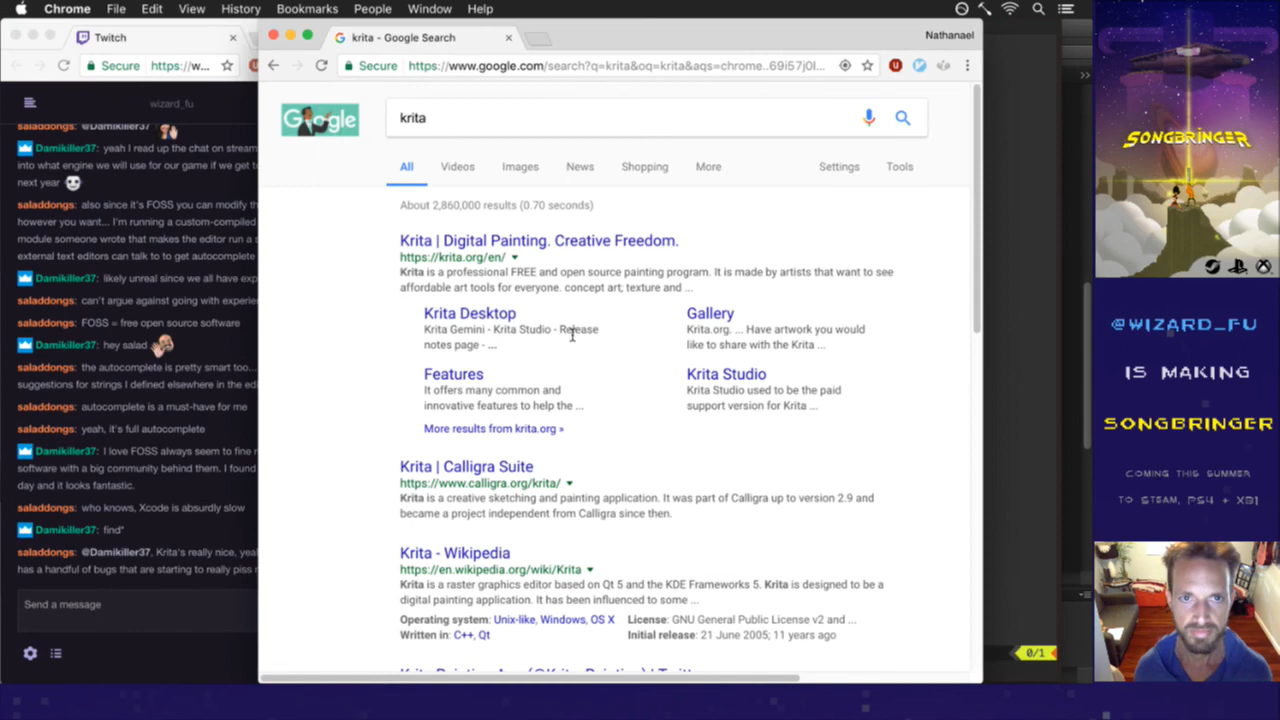 Chrome File Edit View History Bookmarks People Window Help
Twitch
krita - Google Search
Nathanael
Secure https://w...
Secure https://www.google.com/search?q=krita&oq=krita&aqs=chrome..69i57j0l...
wizard_fu
saladdongs: @Damikiller37
Damikiller37: yeah I read up the chat on stream
into what engine we will use for our game if we get to
next year
saladdongs: also since it's FOSS you can modify th
however you want... I'm running a custom-compiled
module someone wrote that makes the editor run a s
external text editors can talk to to get autocomplete
Damikiller37: likely unreal since we all have exp
saladdongs: can't argue against going with experie
saladdongs: FOSS = free open source software
Damikiller37: hey salad
saladdongs: the autocomplete is pretty smart too...
suggestions for strings I defined elsewhere in the edi
saladdongs: autocomplete is a must-have for me
saladdongs: yeah, it's full autocomplete
Damikiller37: I love FOSS always seem to fine r
software with a big community behind them. I found
day and it looks fantastic.
saladdongs: who knows, Xcode is absurdly slow
Damikiller37: find*
saladdongs: @Damikiller37, Krita's really nice, yea
has a handful of bugs that are starting to really piss
Send a message
Google
krita
All Videos Images News Shopping More Settings Tools
About 2,860,000 results (0.70 seconds)
Krita | Digital Painting. Creative Freedom.
https://krita.org/en/
Krita is a professional FREE and open source painting program. It is made by artists that want to see
affordable art tools for everyone. concept art; texture and ...
Krita Desktop
Krita Gemini - Krita Studio - Release
notes page - ...
Gallery
Krita.org. ... Have artwork you would
like to share with the Krita ...
Features
It offers many common and
innovative features to help the ...
Krita Studio
Krita Studio used to be the paid
support version for Krita ...
More results from krita.org »
Krita | Calligra Suite
https://www.calligra.org/krita/
Krita is a creative sketching and painting application. It was part of Calligra up to version 2.9 and
became a project independent from Calligra since then.
Krita - Wikipedia
https://en.wikipedia.org/wiki/Krita
Krita is a raster graphics editor based on Qt 5 and the KDE Frameworks 5. Krita is designed to be a
digital painting application. It has been influenced to some ...
Operating system: Unix-like, Windows, OS X License: GNU General Public License v2 and ...
Written in: C++, Qt Initial release: 21 June 2005; 11 years ago
0/1
SONGBRINGER
@WIZARD_FU
IS MAKING
SONGBRINGER
COMING THIS SUMMER
TO STEAM, PS4 + XB1